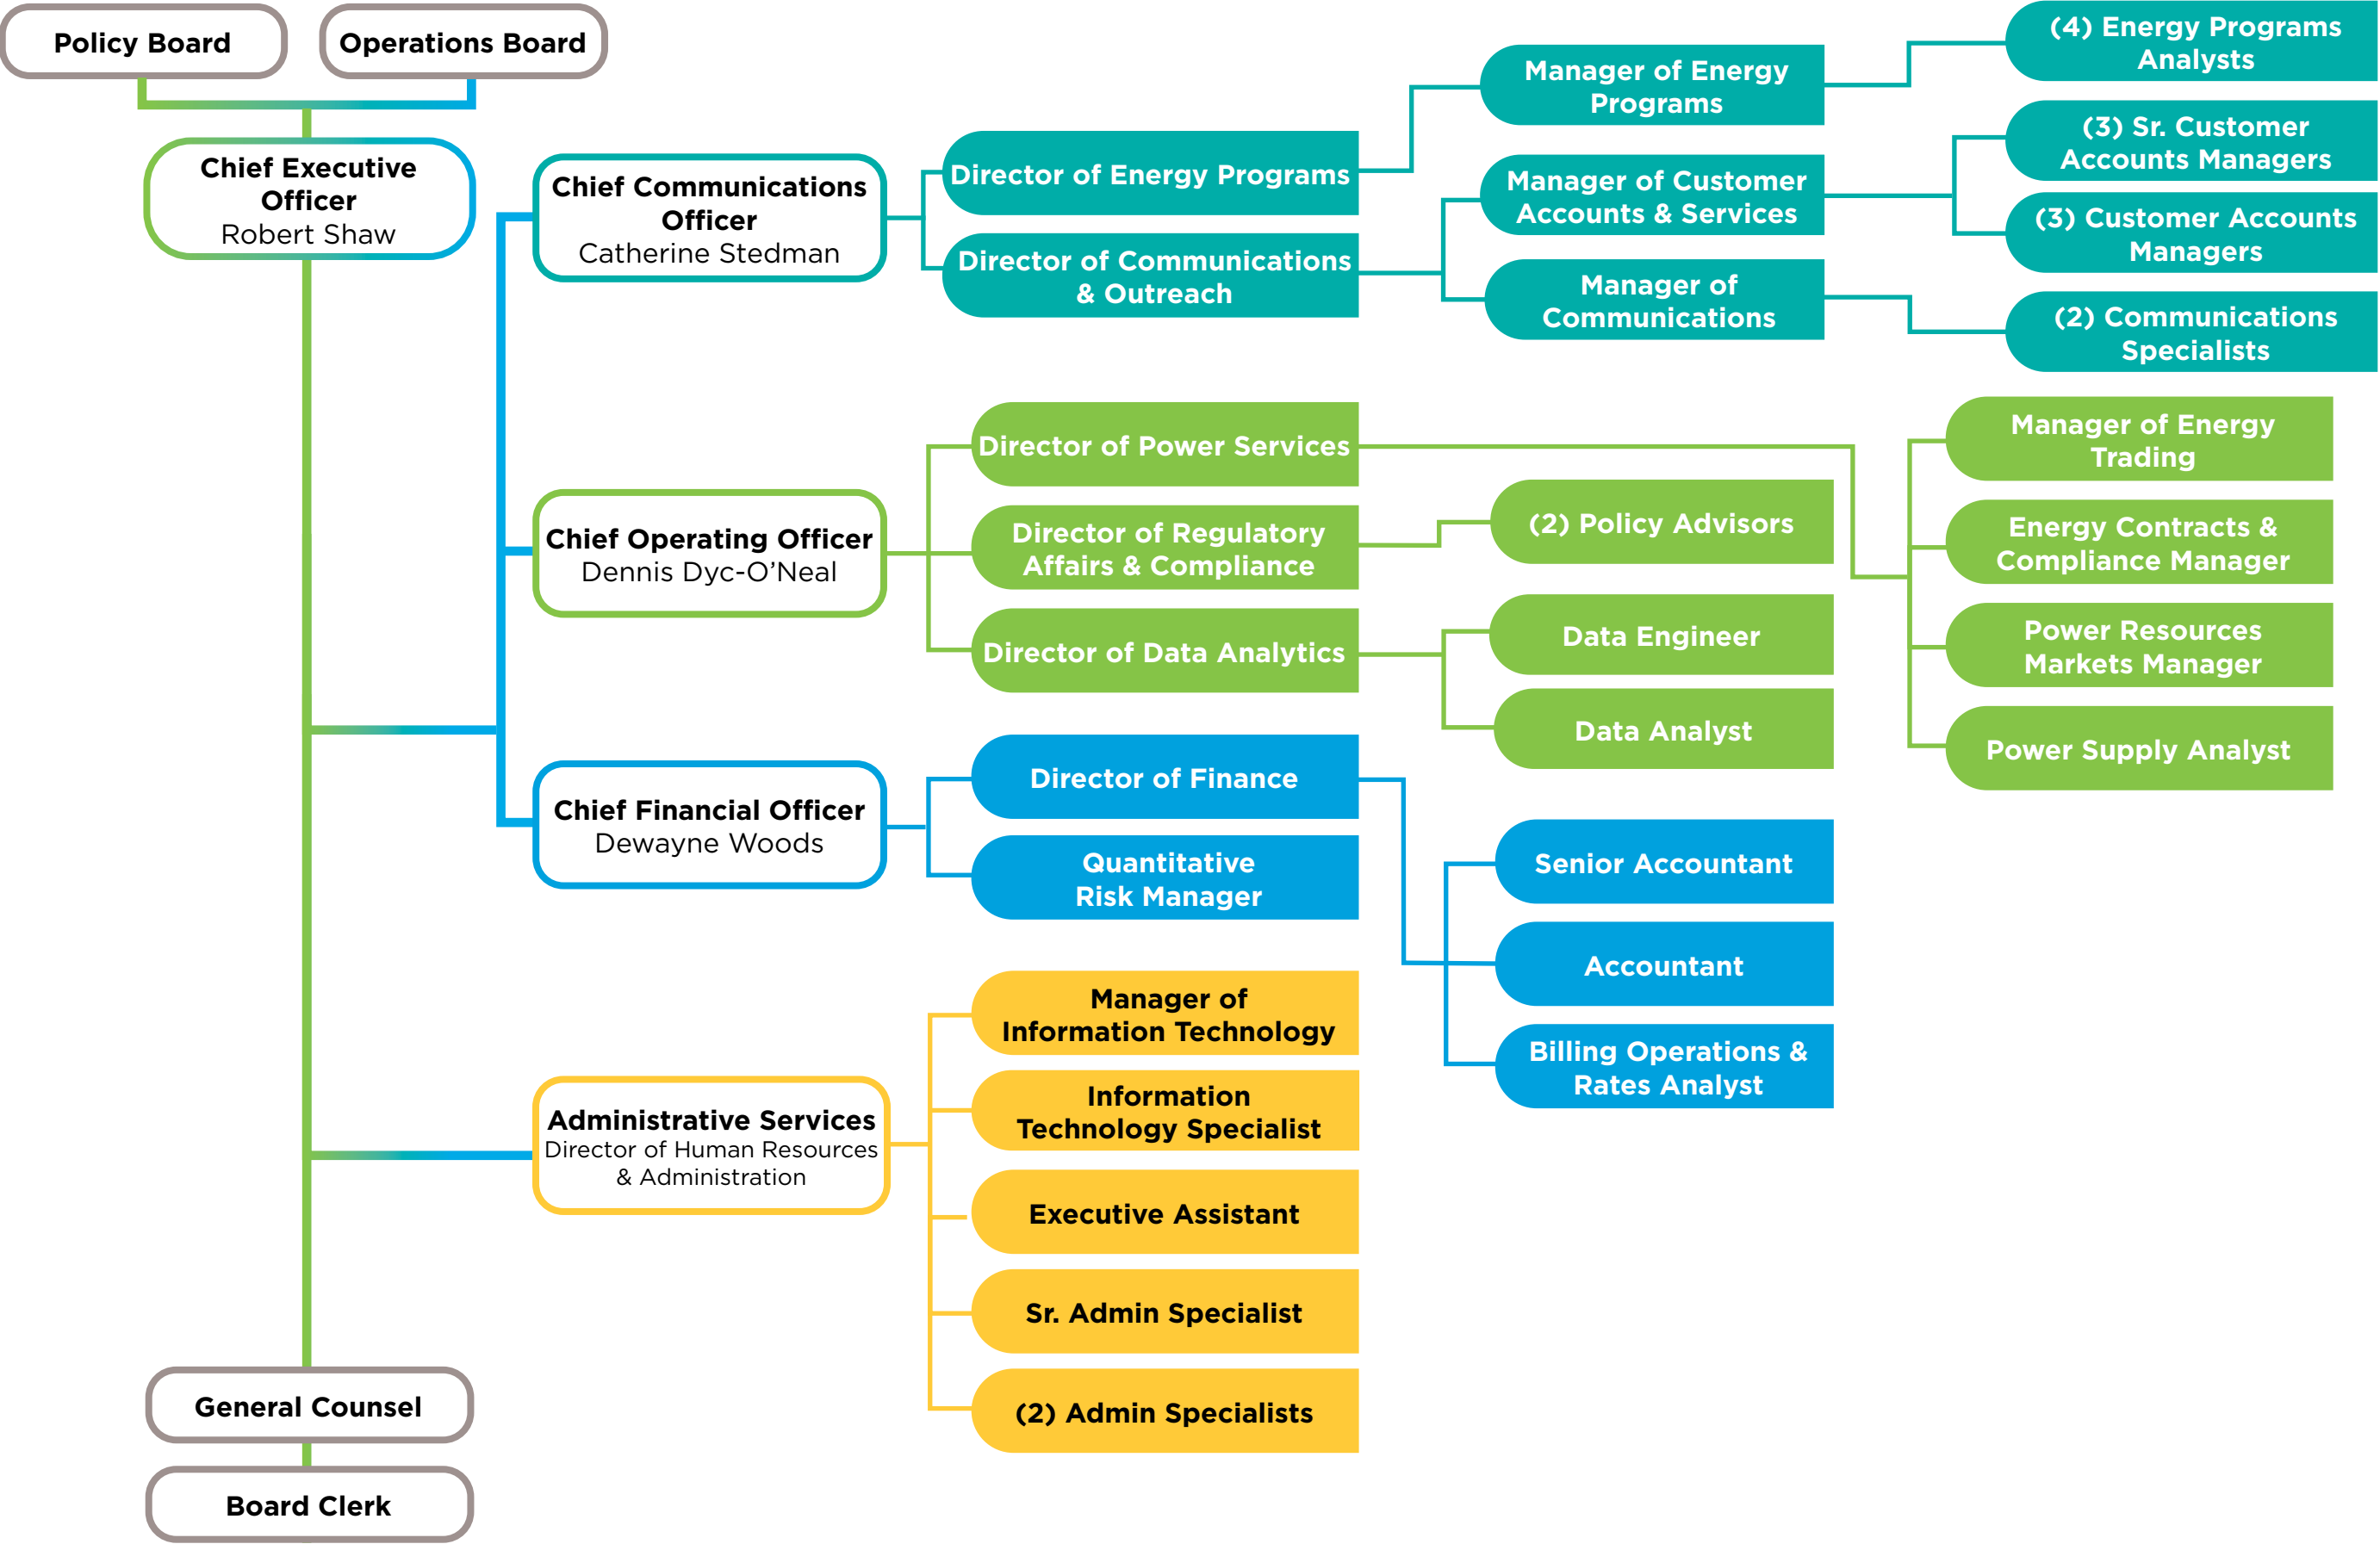 Policy Board
Operations Board
Chief Executive
Officer
Robert Shaw
Chief Communications
Officer
Catherine Stedman
Director of Energy Programs
Director of Communications
& Outreach
Manager of Energy
Programs
Manager of Customer
Accounts & Services
Manager of
Communications
(4) Energy Programs
Analysts
(3) Sr. Customer
Accounts Managers
(3) Customer Accounts
Managers
(2) Communications
Specialists
Chief Operating Officer
Dennis Dyc-O’Neal
Director of Power Services
Director of Regulatory
Affairs & Compliance
Director of Data Analytics
(2) Policy Advisors
Data Engineer
Data Analyst
Manager of Energy
Trading
Energy Contracts &
Compliance Manager
Power Resources
Markets Manager
Power Supply Analyst
Chief Financial Officer
Dewayne Woods
Director of Finance
Quantitative
Risk Manager
Senior Accountant
Accountant
Billing Operations &
Rates Analyst
Administrative Services
Director of Human Resources
& Administration
Manager of
Information Technology
Information
Technology Specialist
Executive Assistant
Sr. Admin Specialist
(2) Admin Specialists
General Counsel
Board Clerk